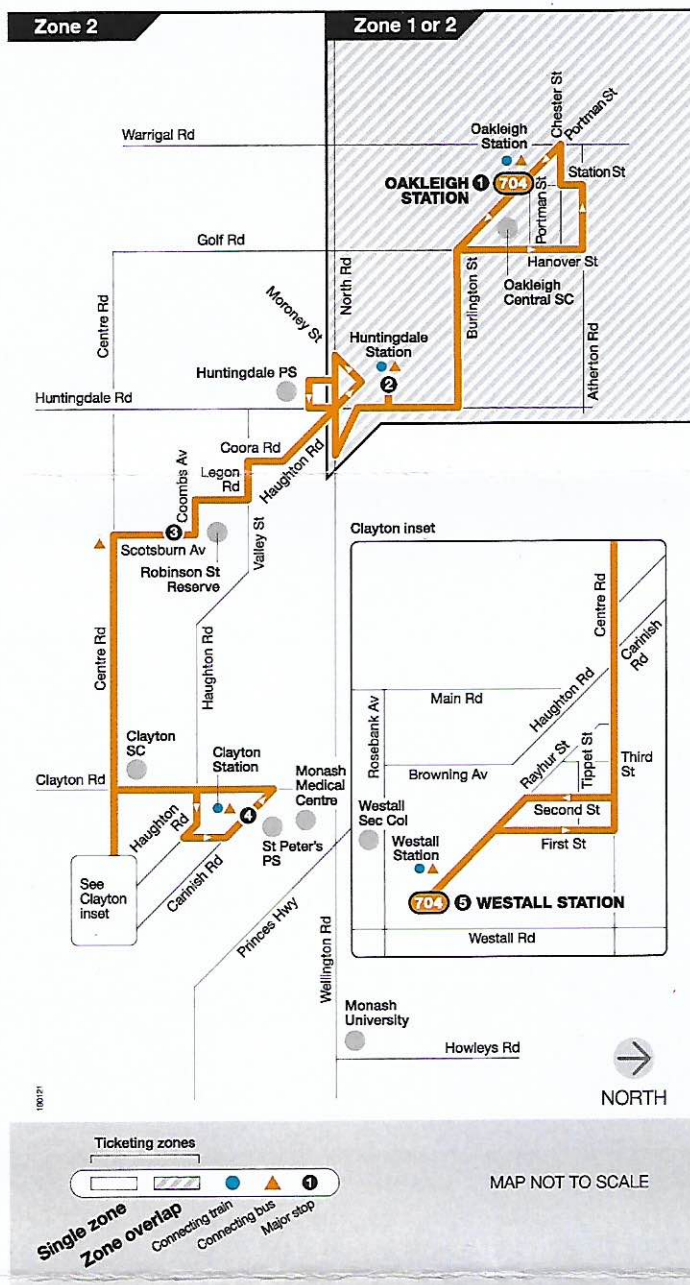 Zone 2
Zone 1 or 2
Chester St
Portman St
Warrigal Rd
Oakleigh
Station
OAKLEIGH
STATION
1
704
Station St
Portman St
Golf Rd
Hanover St
Oakleigh
Central SC
Centre Rd
North Rd
Moroney St
Burlington St
Atherton Rd
Huntingdale
Station
Huntingdale PS
2
Huntingdale Rd
Coora Rd
Haughton Rd
Legon
Rd
Coombs Av
3
Scotsburn Av
Robinson St
Reserve
Valley St
Centre Rd
Haughton Rd
Clayton
SC
Clayton
Station
Clayton Rd
Monash
Medical
Centre
4
Haughton
Rd
St Peter's
PS
Carinish Rd
See
Clayton
inset
Princes Hwy
Wellington Rd
Monash
University
Howleys Rd
Clayton inset
Centre Rd
Carinish
Rd
Haughton Rd
Main Rd
Rosebank Av
Browning Av
Rayhur St
Tippet St
Third
St
Second St
First St
Westall
Sec Col
Westall
Station
704
5
WESTALL STATION
Westall Rd
NORTH
100121
Ticketing zones
1
Single zone
Zone overlap
Connecting train
Connecting bus
Major stop
MAP NOT TO SCALE